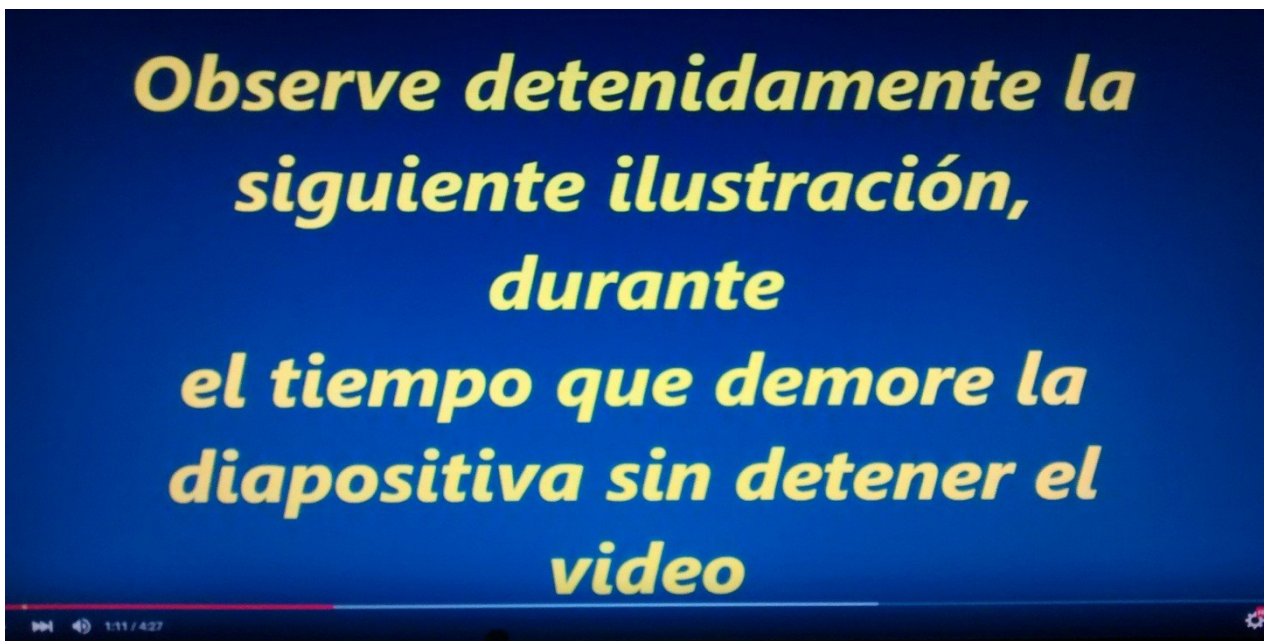 Observe detenidamente la
siguiente ilustración,
durante
el tiempo que demore la
diapositiva sin detener el
video
1:11 / 4:27